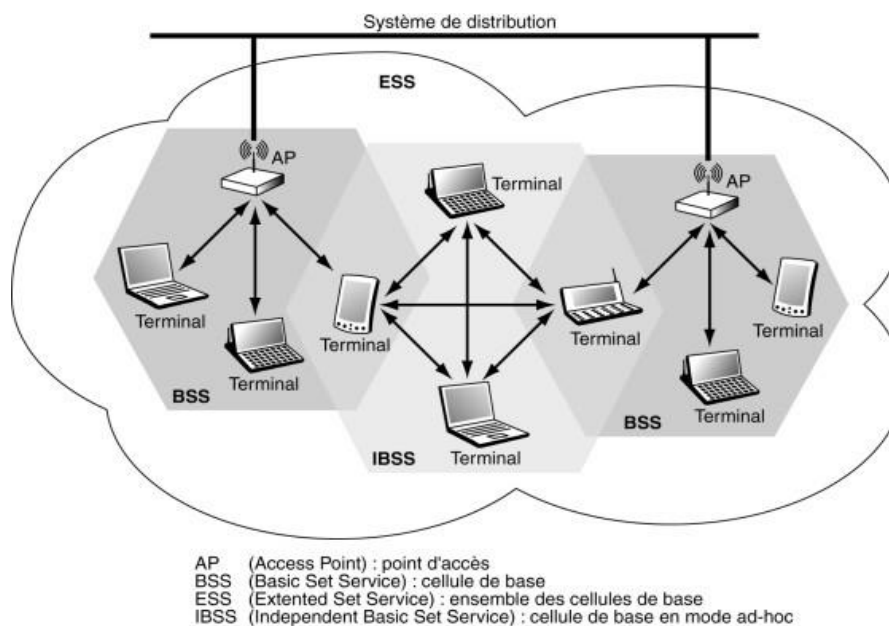 Système de distribution
ESS
AP
Terminal
AP
Terminal
Terminal
Terminal
Terminal
Terminal
Terminal
BSS
Terminal
BSS
IBSS
Terminal
AP (Access Point) : point d'accès
BSS (Basic Set Service) : cellule de base
ESS (Extented Set Service) : ensemble des cellules de base
IBSS (Independent Basic Set Service) : cellule de base en mode ad-hoc